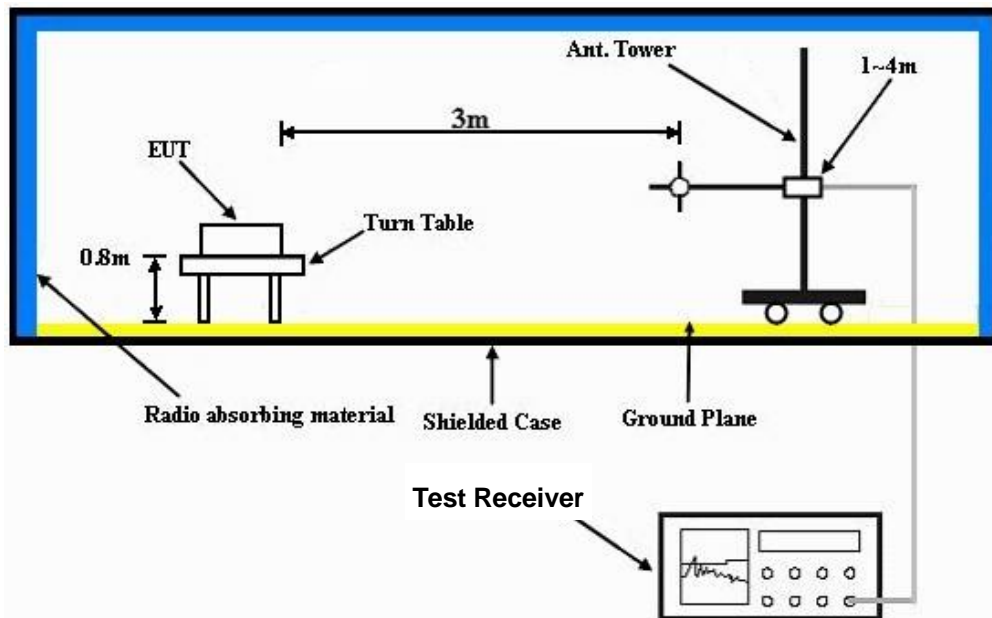 Ant. Tower
1~4m
3m
EUT
Turn Table
0.8m
Radio absorbing material
Shielded Case
Ground Plane
Test Receiver